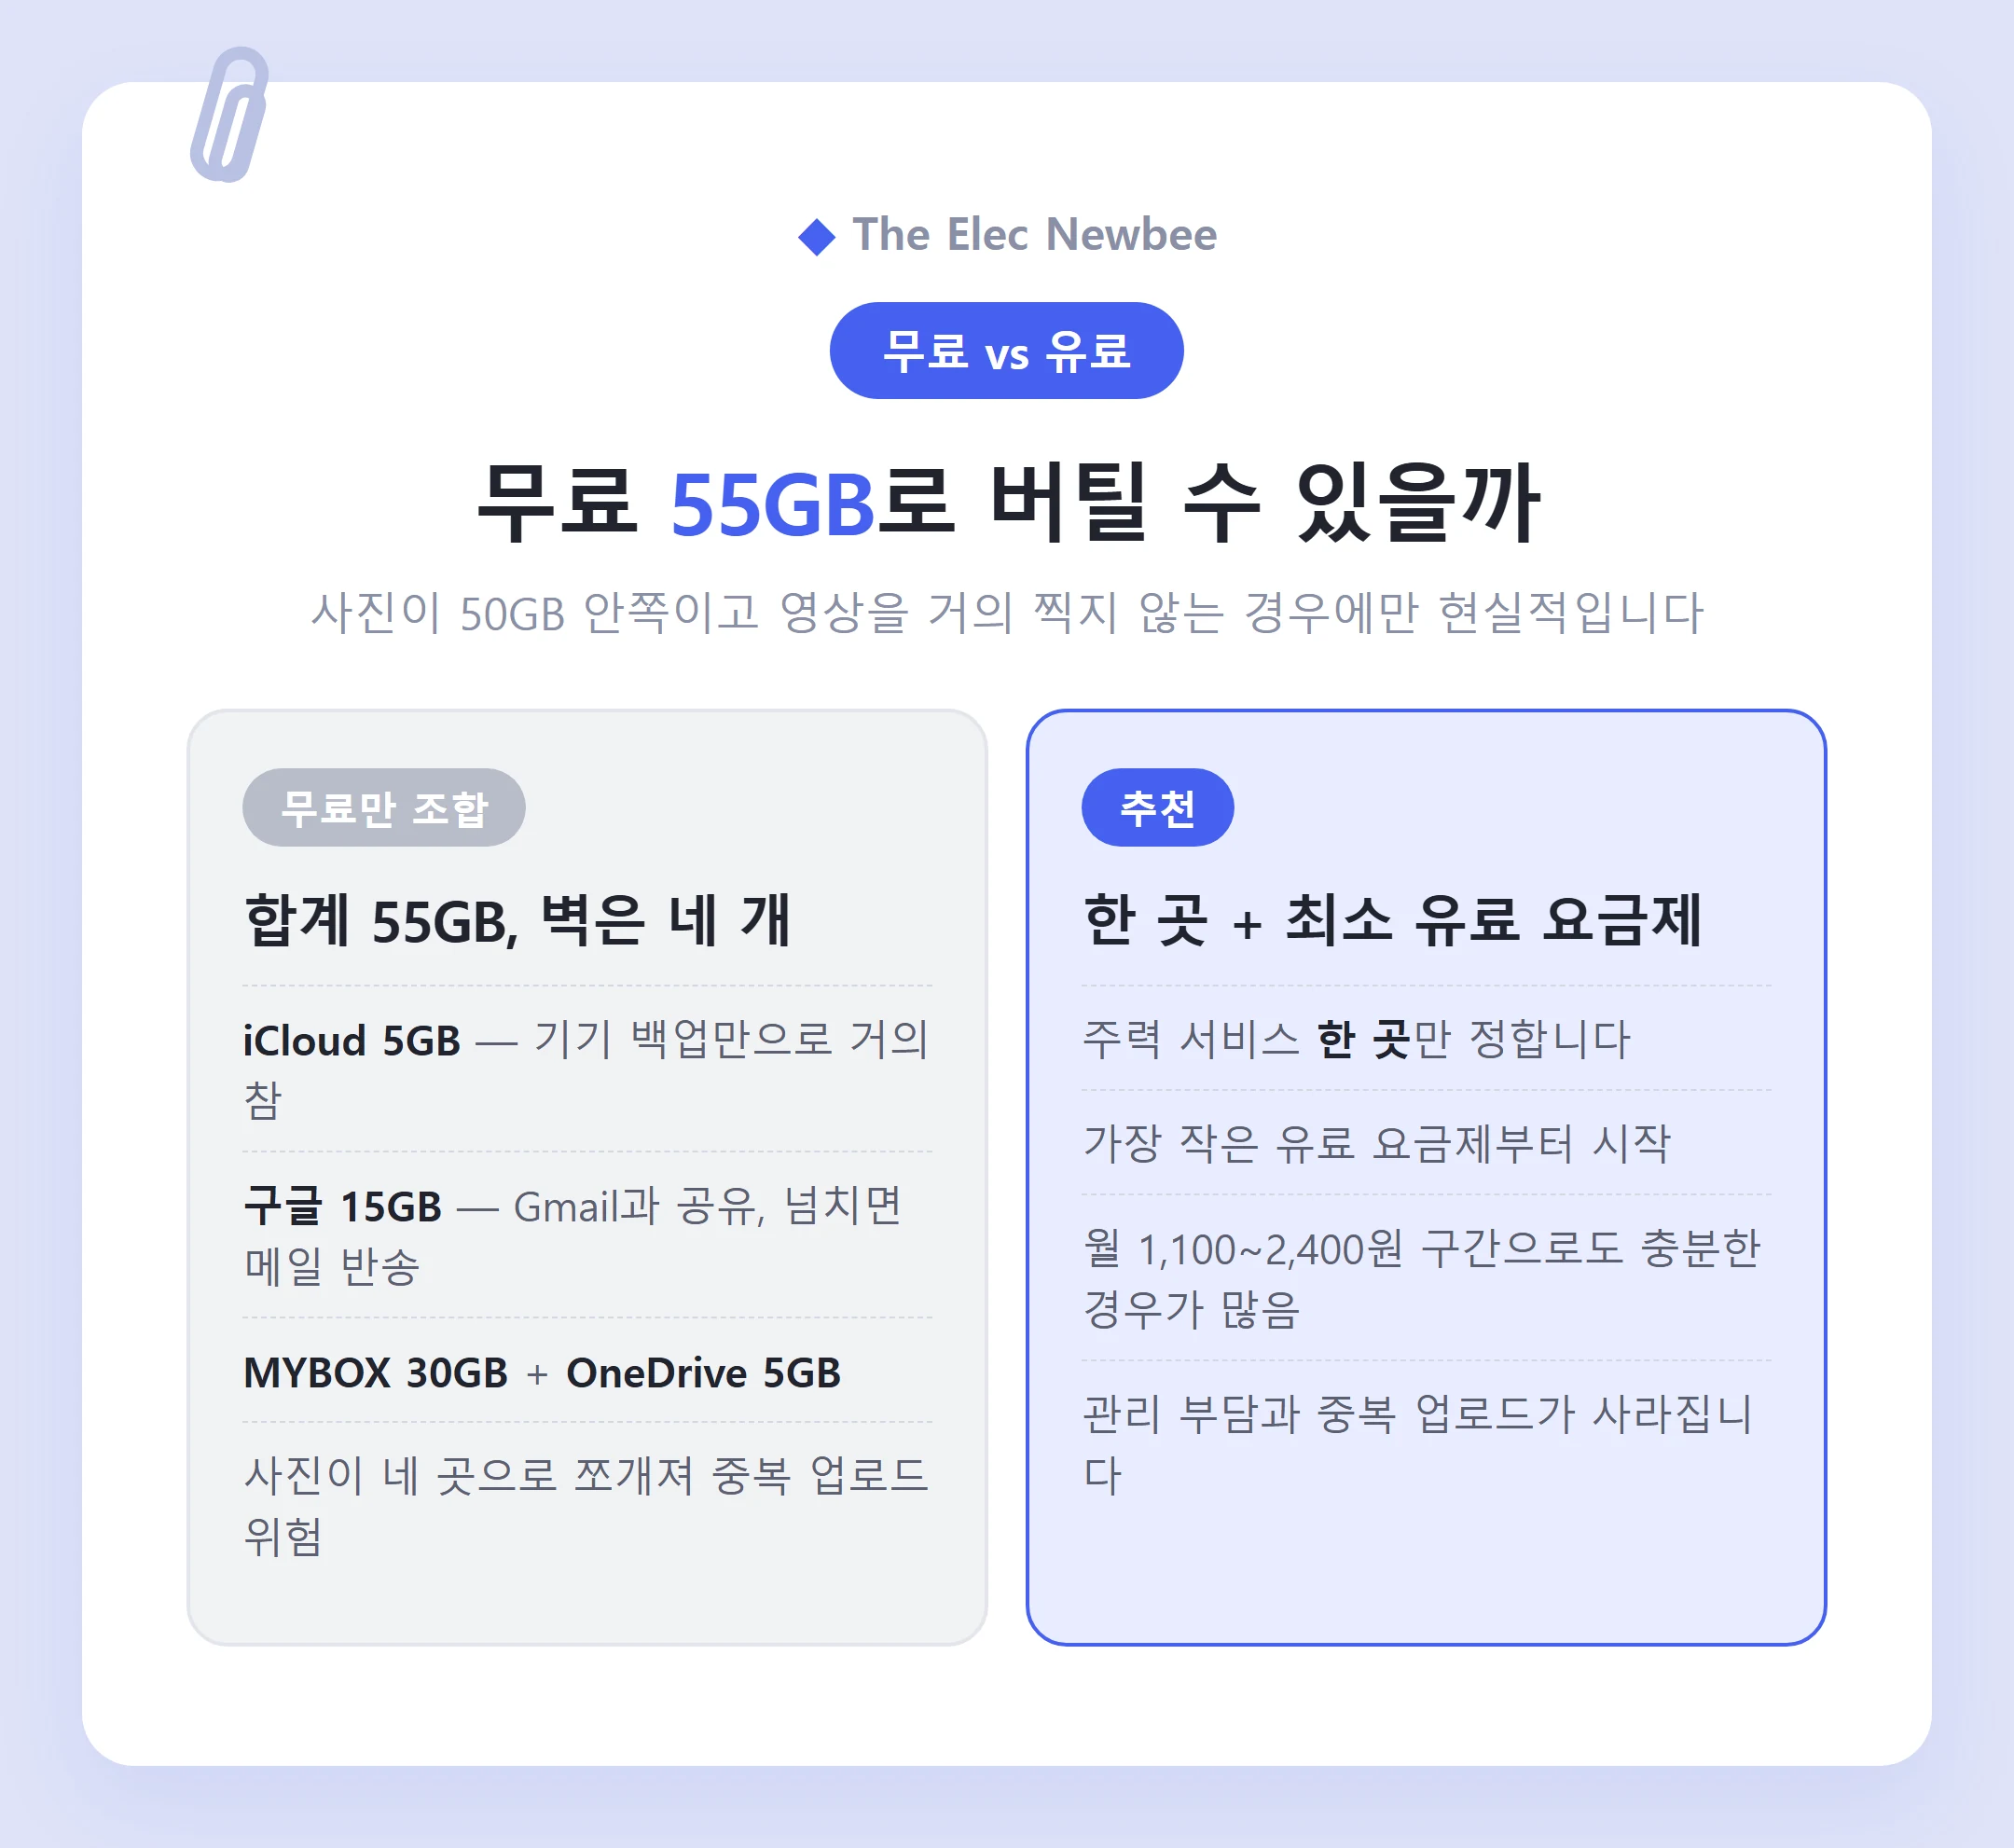 The Elec Newbee
무료 vs 유료
무료 55GB로 버틸 수 있을까
사진이 50GB 안쪽이고 영상을 거의 찍지 않는 경우에만 현실적입니다
무료만 조합
합계 55GB, 벽은 네 개
iCloud 5GB — 기기 백업만으로 거의
참
구글 15GB — Gmail과 공유, 넘치면
메일 반송
MYBOX 30GB + OneDrive 5GB
사진이 네 곳으로 쪼개져 중복 업로드
위험
추천
한 곳 + 최소 유료 요금제
주력 서비스 한 곳만 정합니다
가장 작은 유료 요금제부터 시작
월 1,100~2,400원 구간으로도 충분한
경우가 많음
관리 부담과 중복 업로드가 사라집니
다